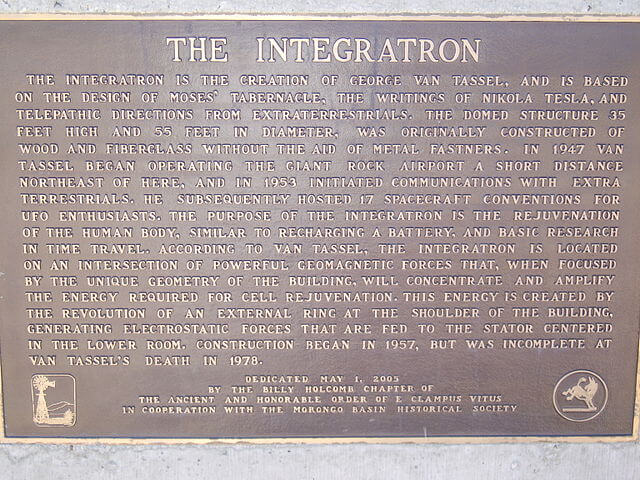 THE INTEGRATRON
THE INTEGRATRON IS THE CREATION OF GEORGE VAN TASSEL, AND IS BASED
ON THE DESIGN OF MOSES' TABERNACLE, THE WRITINGS OF NIKOLA TESLA, AND
TELEPATHIC DIRECTIONS FROM EXTRATERRESTRIALS. THE DOMED STRUCTURE 35
FEET HIGH AND 55 FEET IN DIAMETER, WAS ORIGINALLY CONSTRUCTED OF
WOOD AND FIBERGLASS WITHOUT THE AID OF METAL FASTNERS. IN 1947 VAN
TASSEL BEGAN OPERATING THE GIANT ROCK AIRPORT A SHORT DISTANCE
NORTHEAST OF HERE, AND IN 1953 INITIATED COMMUNICATIONS WITH EXTRA
TERRESTRIALS. HE SUBSEQUENTLY HOSTED 17 SPACECRAFT CONVENTIONS FOR
UFO ENTHUSIASTS. THE PURPOSE OF THE INTEGRATRON IS THE REJUVENATION
OF THE HUMAN BODY, SIMILAR TO RECHARGING A BATTERY, AND BASIC RESEARCH
IN TIME TRAVEL. ACCORDING TO VAN TASSEL, THE INTEGRATRON IS LOCATED
ON AN INTERSECTION OF POWERFUL GEOMAGNETIC FORCES THAT, WHEN FOCUSED
BY THE UNIQUE GEOMETRY OF THE BUILDING, WILL CONCENTRATE AND AMPLIFY
THE ENERGY REQUIRED FOR CELL REJUVENATION. THIS ENERGY IS CREATED BY
THE REVOLUTION OF AN EXTERNAL RING AT THE SHOULDER OF THE BUILDING,
GENERATING ELECTROSTATIC FORCES THAT ARE FED TO THE STATOR CENTERED
IN THE LOWER ROOM. CONSTRUCTION BEGAN IN 1957, BUT WAS INCOMPLETE AT
VAN TASSEL'S DEATH IN 1978.
DEDICATED MAY 1, 2005
BY THE BILLY HOLCOMB CHAPTER OF
THE ANCIENT AND HONORABLE ORDER OF E CLAMPUS VITUS
IN COOPERATION WITH THE MORONGO BASIN HISTORICAL SOCIETY